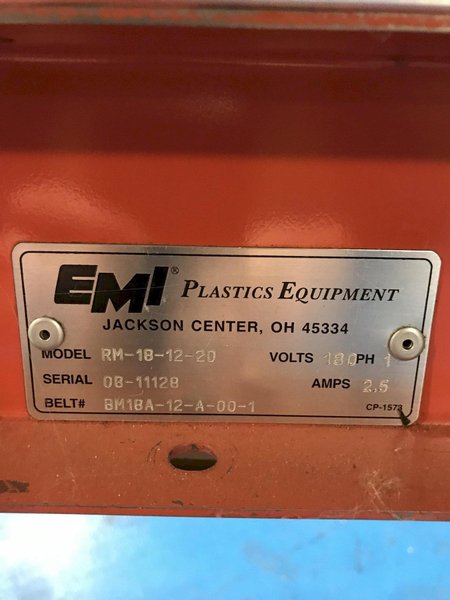 EMI® PLASTICS EQUIPMENT
JACKSON CENTER, OH 45334
MODEL RM-18-12-20 VOLTS 180 PH 1
SERIAL 08-11128 AMPS 2.5
BELT# BM18A-12-A-00-1
CP-1573